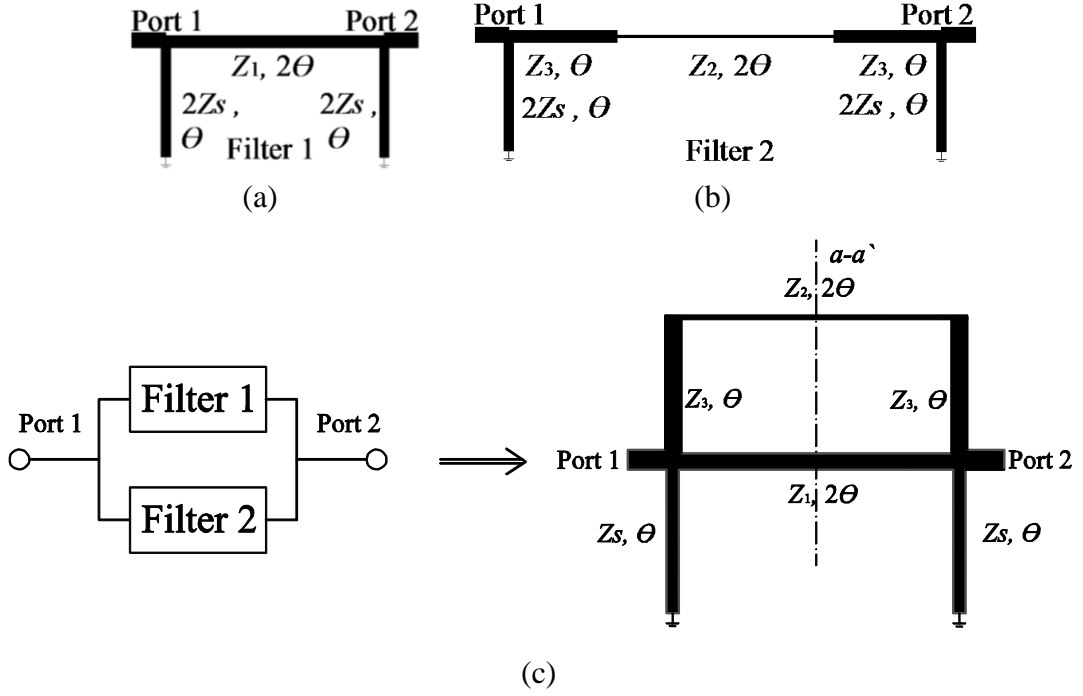 Port 1 Port 2
Z1, 2Θ
2Zs , 2Zs ,
Θ Θ
Filter 1
(a)
Port 1 Port 2
Z3, Θ Z2, 2Θ Z3, Θ
2Zs , Θ 2Zs , Θ
Filter 2
(b)
a-a`
Z2, 2Θ
Filter 1
Port 1 Port 2
Filter 2
Z3, Θ Z3, Θ
Port 1 Port 2
Z1, 2Θ
Zs, Θ Zs, Θ
(c)